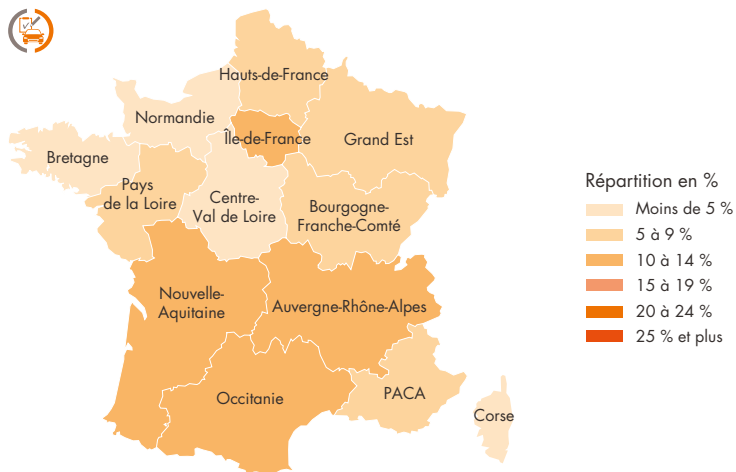 Hauts-de-France
Normandie
Île-de-France
Grand Est
Bretagne
Pays
de la Loire
Centre-
Val de Loire
Bourgogne-
Franche-Comté
Nouvelle-
Aquitaine
Auvergne-Rhône-Alpes
Occitanie
PACA
Corse
Répartition en %
Moins de 5 %
5 à 9 %
10 à 14 %
15 à 19 %
20 à 24 %
25 % et plus